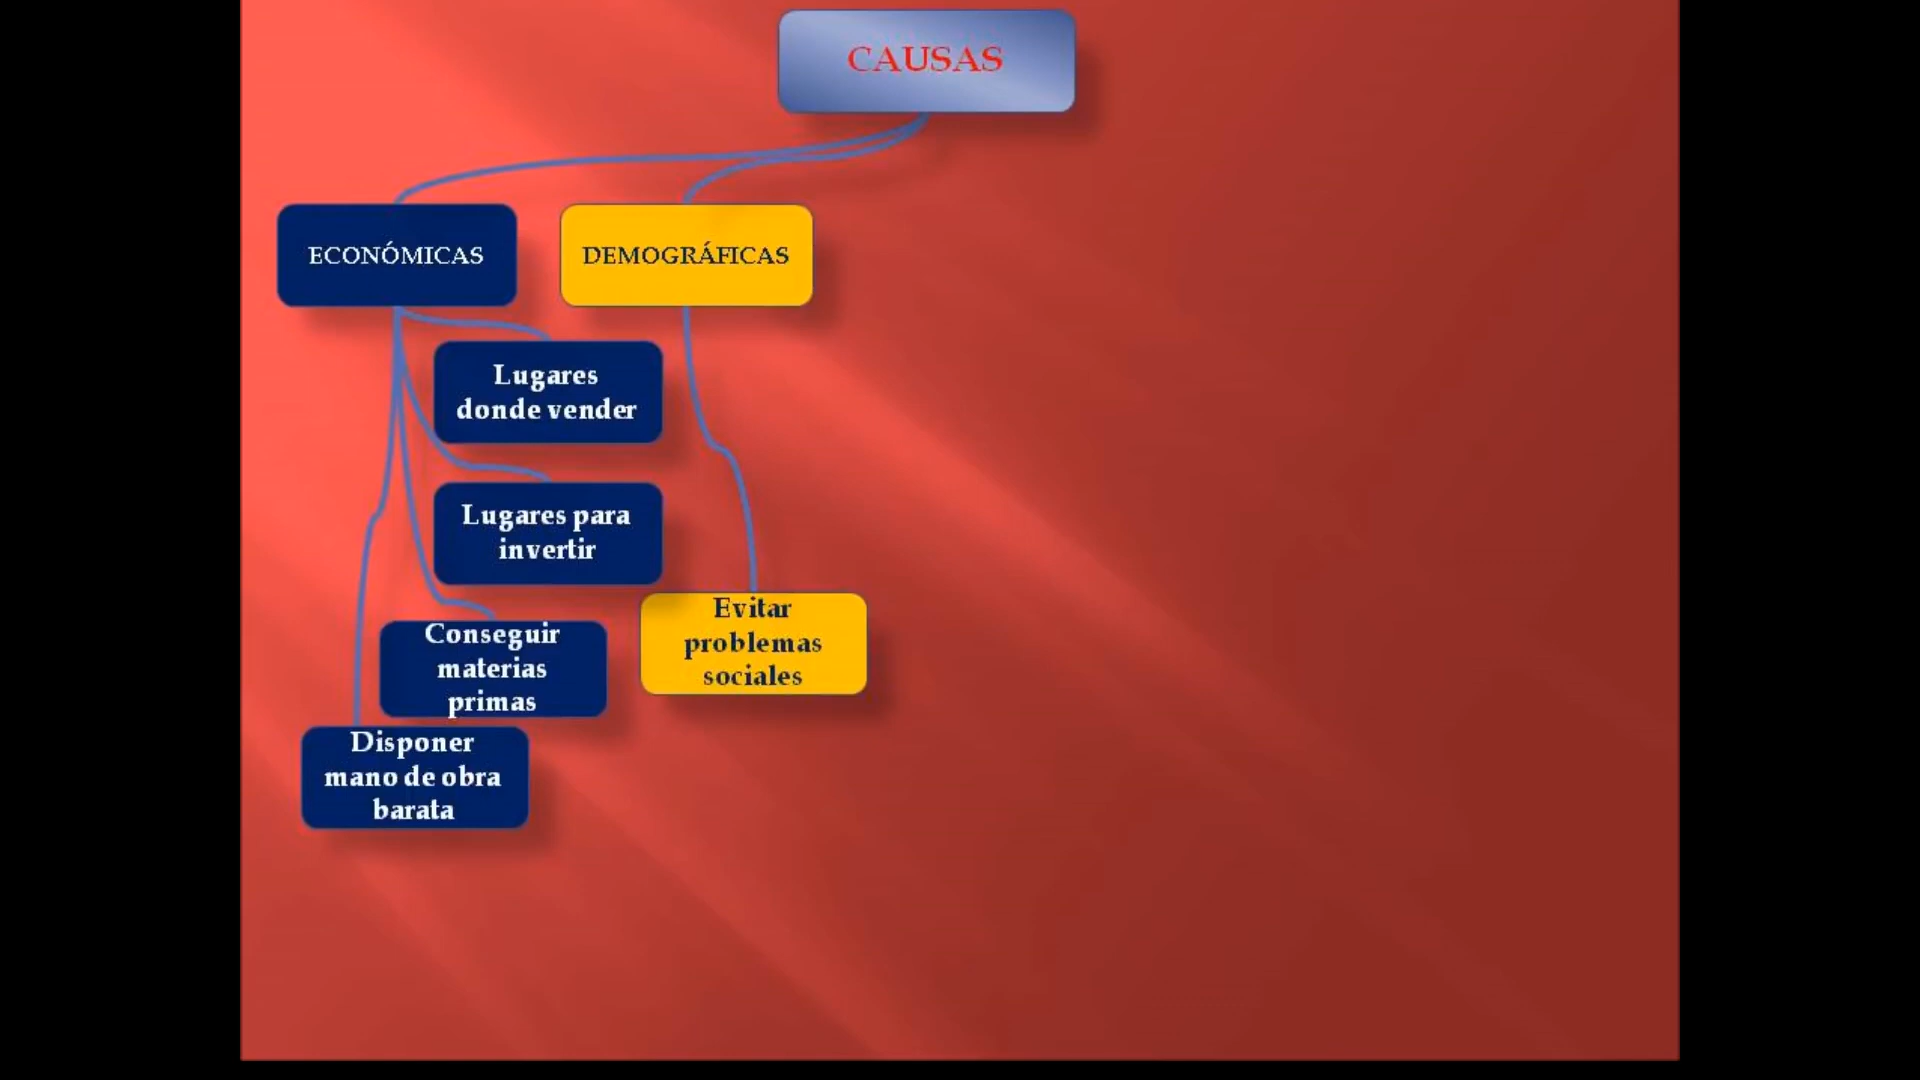 CAUSAS
ECONÓMICAS
DEMOGRÁFICAS
Lugares
donde vender
Lugares para
invertir
Conseguir
materias
primas
Disponer
mano de obra
barata
Evitar
problemas
sociales